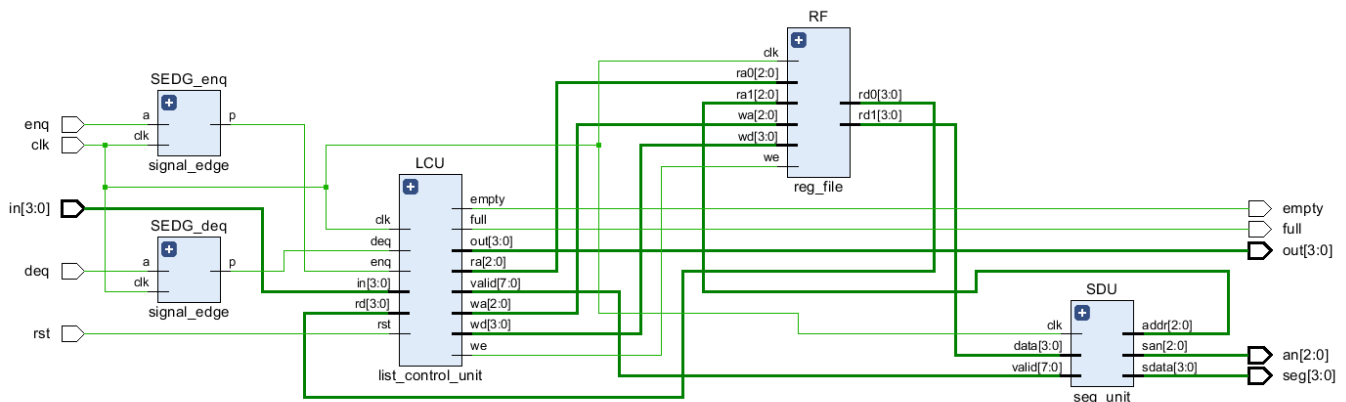 RF
clk
ra0[2:0]
ra1[2:0]
wa[2:0]
wd[3:0]
we
rd0[3:0]
rd1[3:0]
reg_file
SEDG_enq
a
clk
p
signal_edge
enq
clk
in[3:0]
SEDG_deq
a
clk
p
signal_edge
deq
rst
LCU
clk
deq
enq
in[3:0]
rd[3:0]
rst
empty
full
out[3:0]
ra[2:0]
valid[7:0]
wa[2:0]
wd[3:0]
we
list_control_unit
empty
full
out[3:0]
SDU
clk
data[3:0]
valid[7:0]
addr[2:0]
san[2:0]
sdata[3:0]
seg_unit
an[2:0]
seg[3:0]